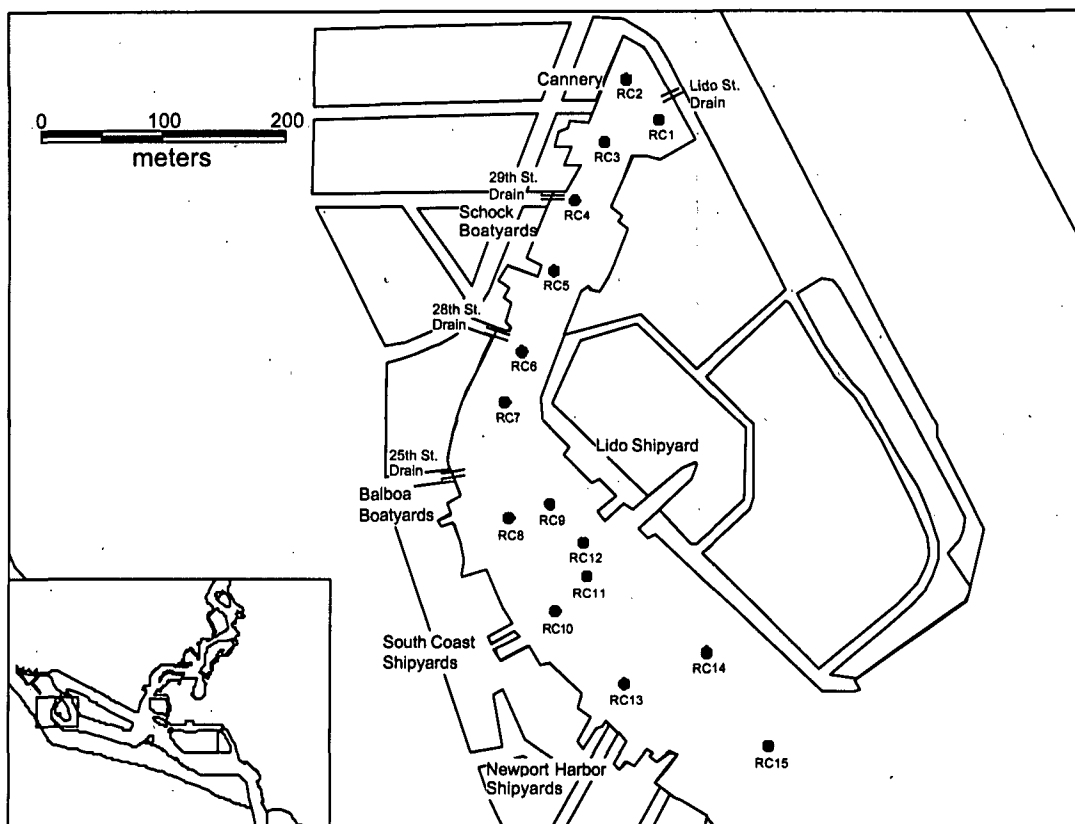 Cannery
RC2
Lido St.
Drain
0 100 200
meters
RC1
RC3
29th St.
Drain
RC4
Schock
Boatyards
RC5
28th St.
Drain
RC6
RC7
Lido Shipyard
25th St.
Drain
Balboa
Boatyards
RC9
RC8
RC12
RC11
RC10
South Coast
Shipyards
RC14
RC13
RC15
Newport Harbor
Shipyards